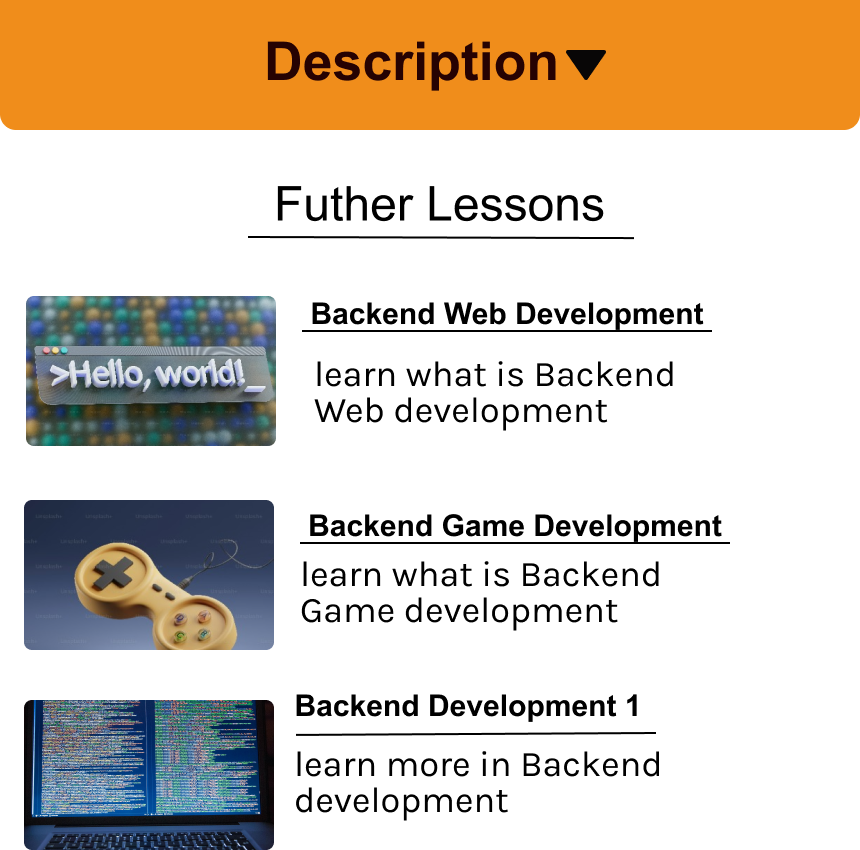 Description
Futher Lessons
>Hello, world!_
Backend Web Development
learn what is Backend
Web development
Backend Game Development
learn what is Backend
Game development
Backend Development 1
learn more in Backend
development